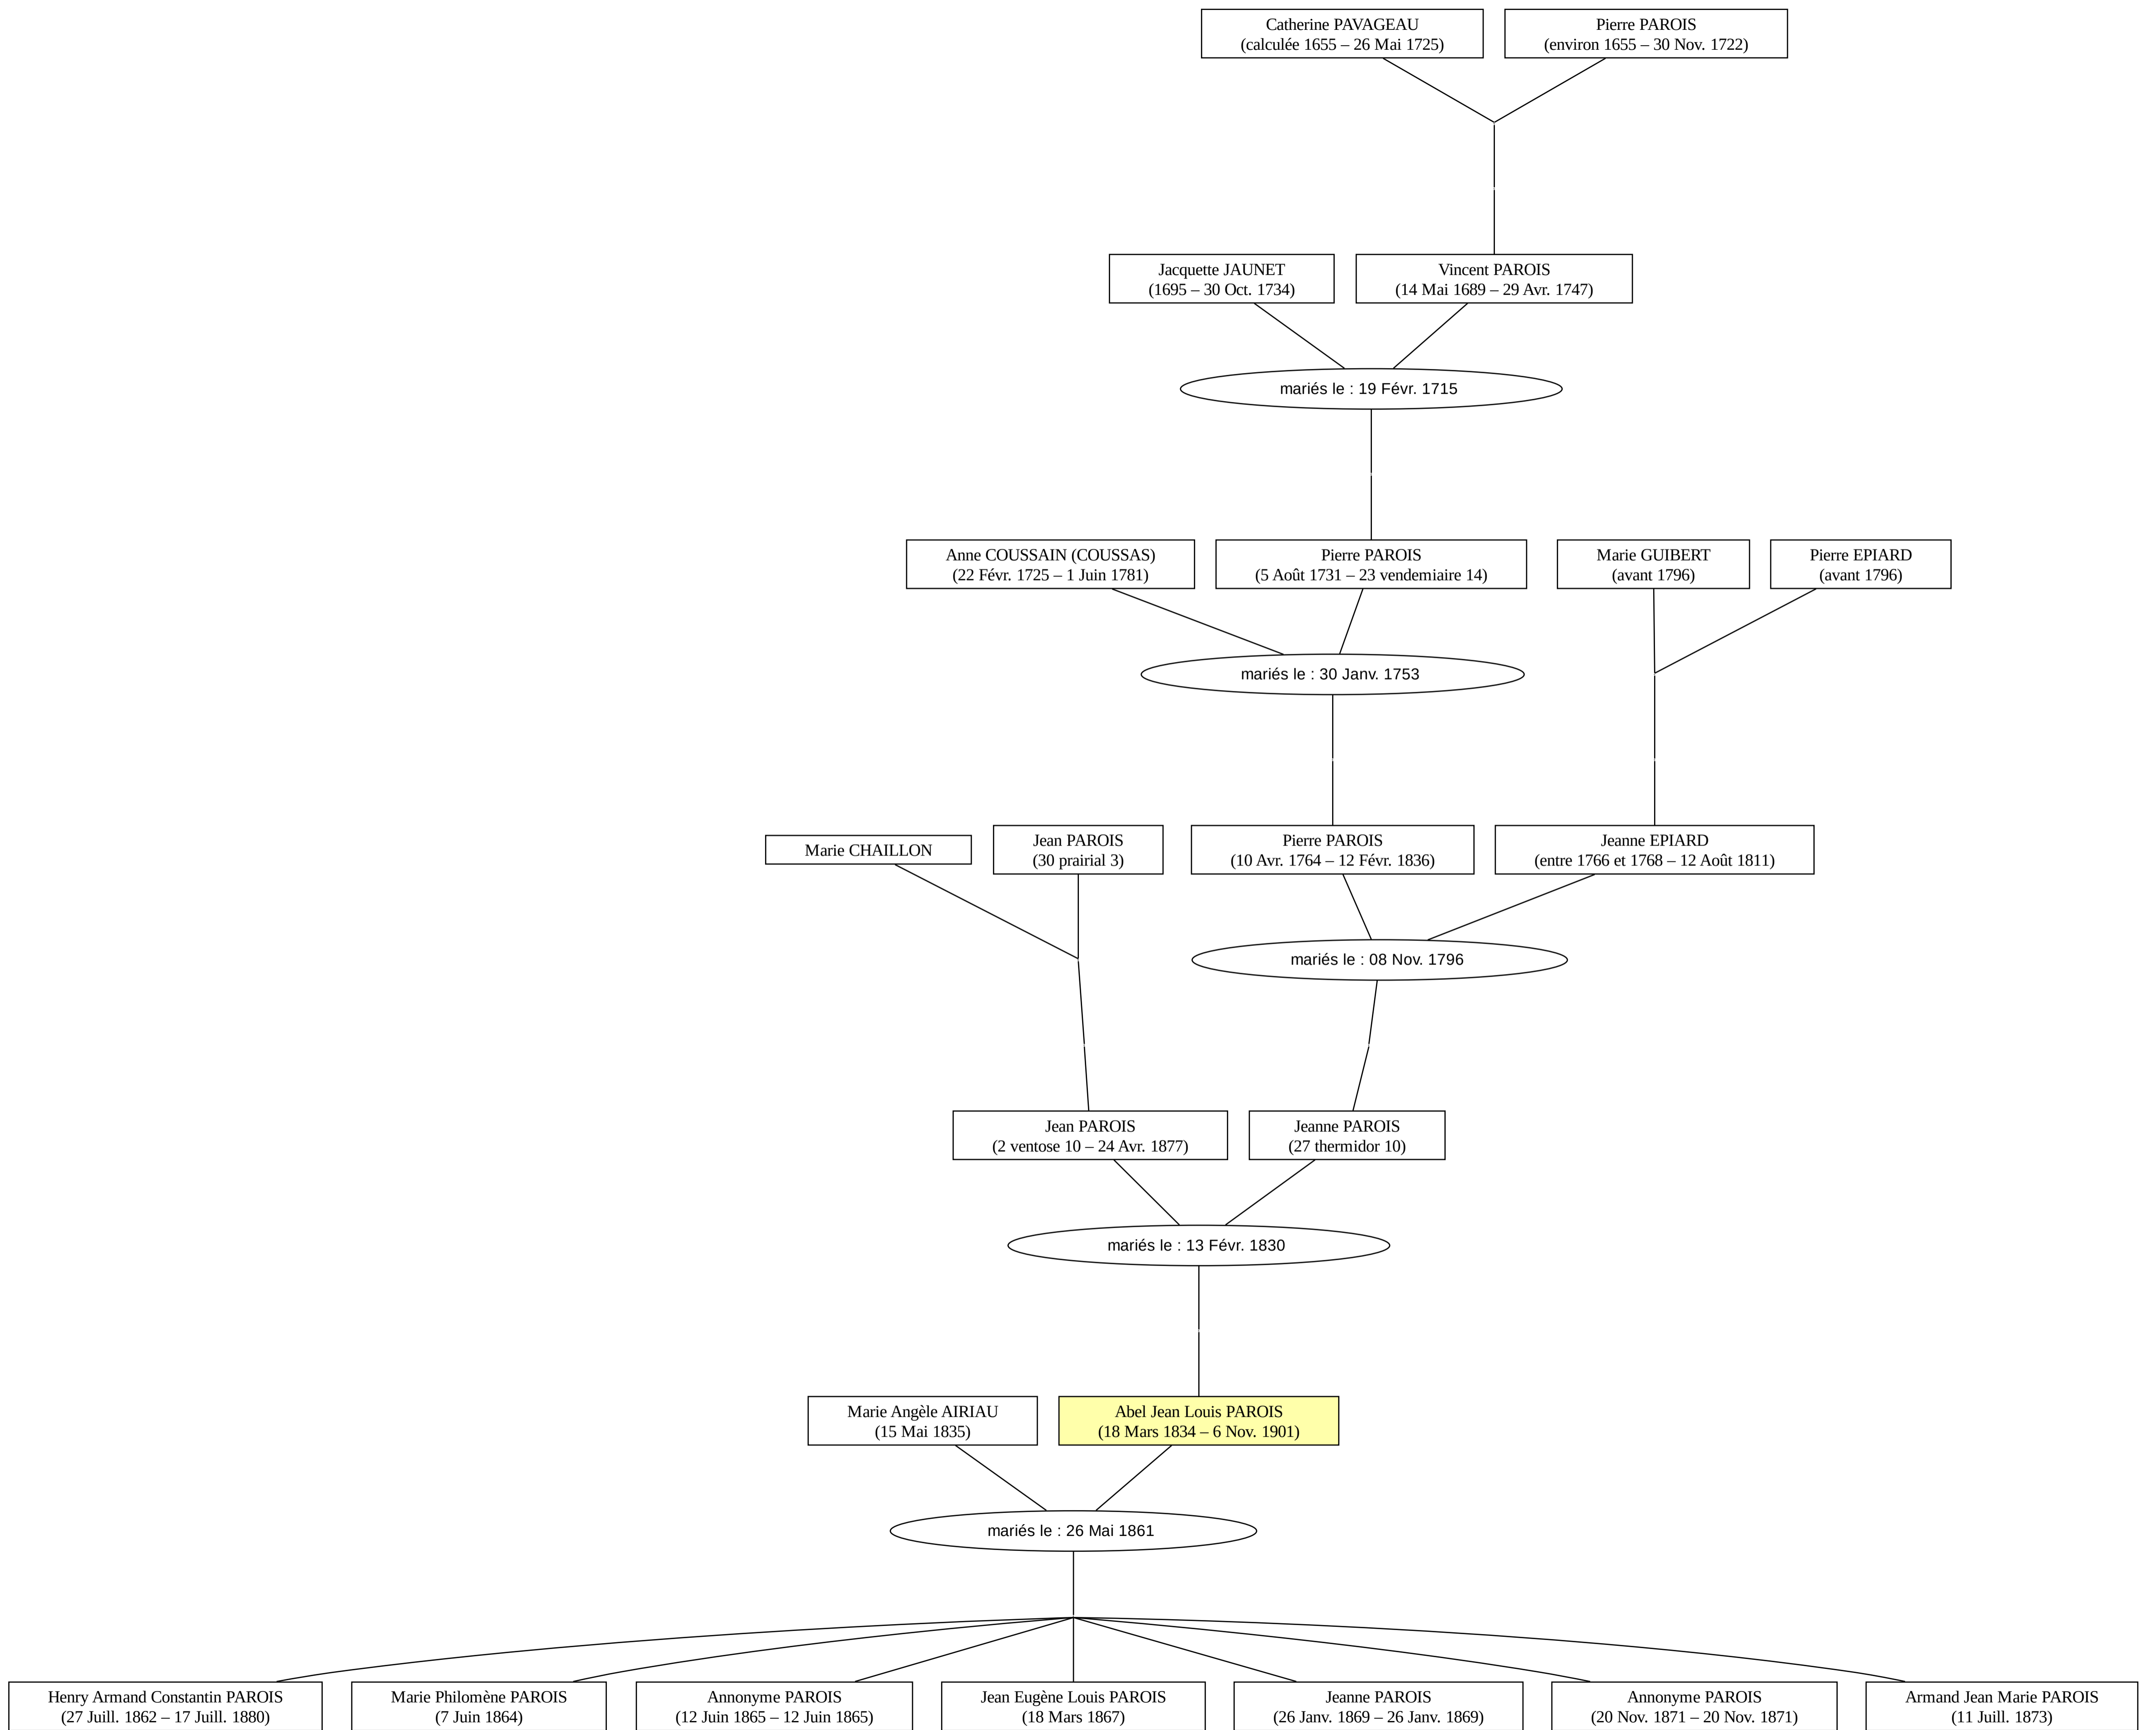 Catherine PAVAGEAU
(calculée 1655 – 26 Mai 1725)
Pierre PAROIS
(environ 1655 – 30 Nov. 1722)
Jacquette JAUNET
(1695 – 30 Oct. 1734)
Vincent PAROIS
(14 Mai 1689 – 29 Avr. 1747)
mariés le : 19 Févr. 1715
Anne COUSSAIN (COUSSAS)
(22 Févr. 1725 – 1 Juin 1781)
Pierre PAROIS
(5 Août 1731 – 23 vendemiaire 14)
Marie GUIBERT
(avant 1796)
Pierre EPIARD
(avant 1796)
mariés le : 30 Janv. 1753
Marie CHAILLON
Jean PAROIS
(30 prairial 3)
Pierre PAROIS
(10 Avr. 1764 – 12 Févr. 1836)
Jeanne EPIARD
(entre 1766 et 1768 – 12 Août 1811)
mariés le : 08 Nov. 1796
Jean PAROIS
(2 ventose 10 – 24 Avr. 1877)
Jeanne PAROIS
(27 thermidor 10)
mariés le : 13 Févr. 1830
Marie Angèle AIRIAU
(15 Mai 1835)
Abel Jean Louis PAROIS
(18 Mars 1834 – 6 Nov. 1901)
mariés le : 26 Mai 1861
Henry Armand Constantin PAROIS
(27 Juill. 1862 – 17 Juill. 1880)
Marie Philomène PAROIS
(7 Juin 1864)
Annonyme PAROIS
(12 Juin 1865 – 12 Juin 1865)
Jean Eugène Louis PAROIS
(18 Mars 1867)
Jeanne PAROIS
(26 Janv. 1869 – 26 Janv. 1869)
Annonyme PAROIS
(20 Nov. 1871 – 20 Nov. 1871)
Armand Jean Marie PAROIS
(11 Juill. 1873)